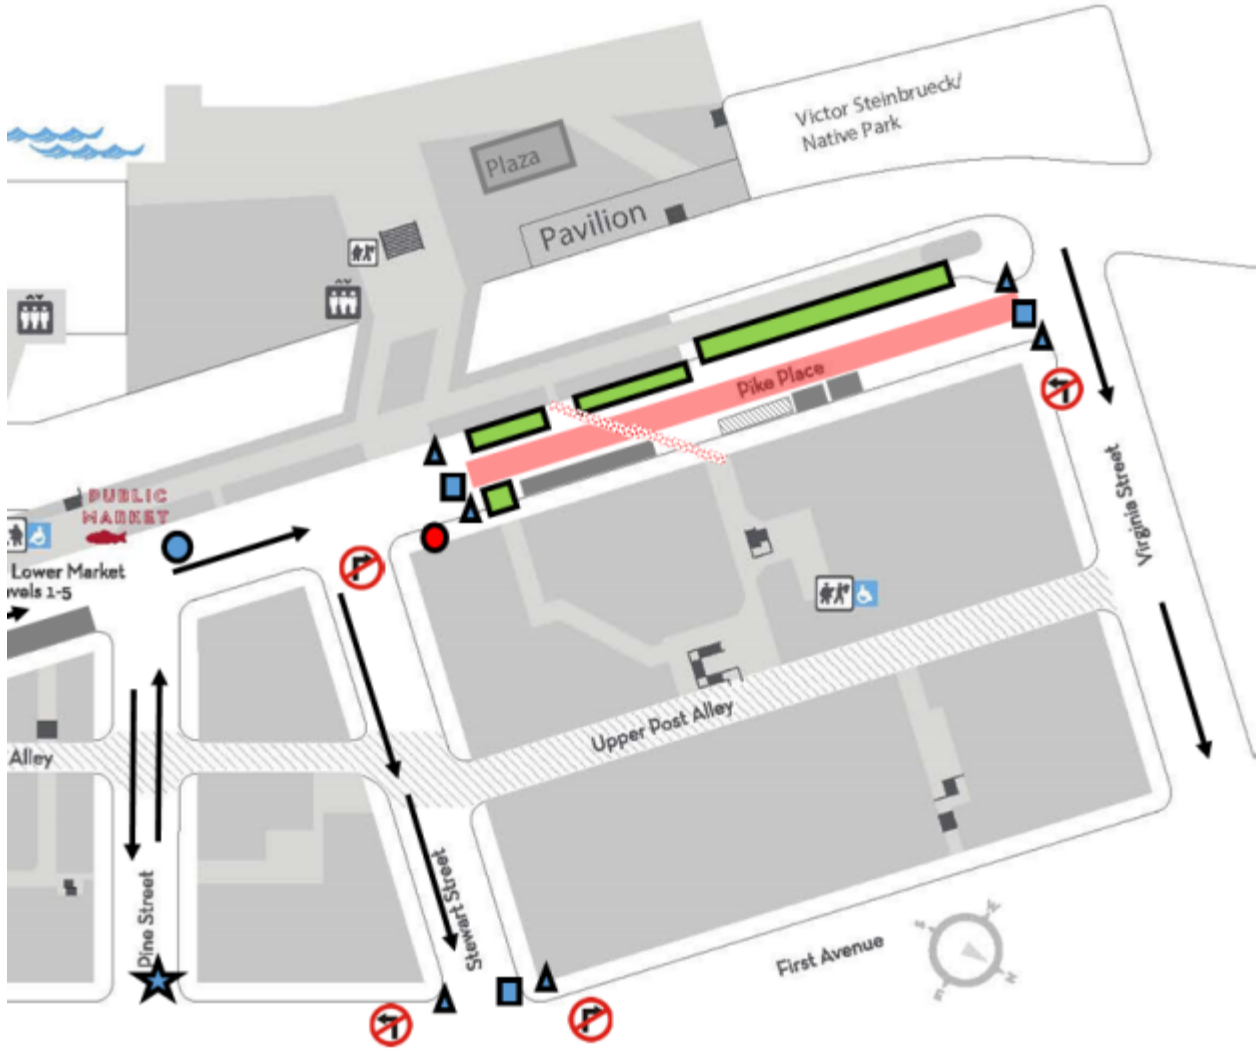 Victor Steinbrueck/
Native Park
Plaza
Pavilion
Pike Place
PUBLIC
MARKET
Lower Market
evels 1-5
Virginia Street
Upper Post Alley
Alley
Pine Street
Stewart Street
First Avenue
S
W
E
N